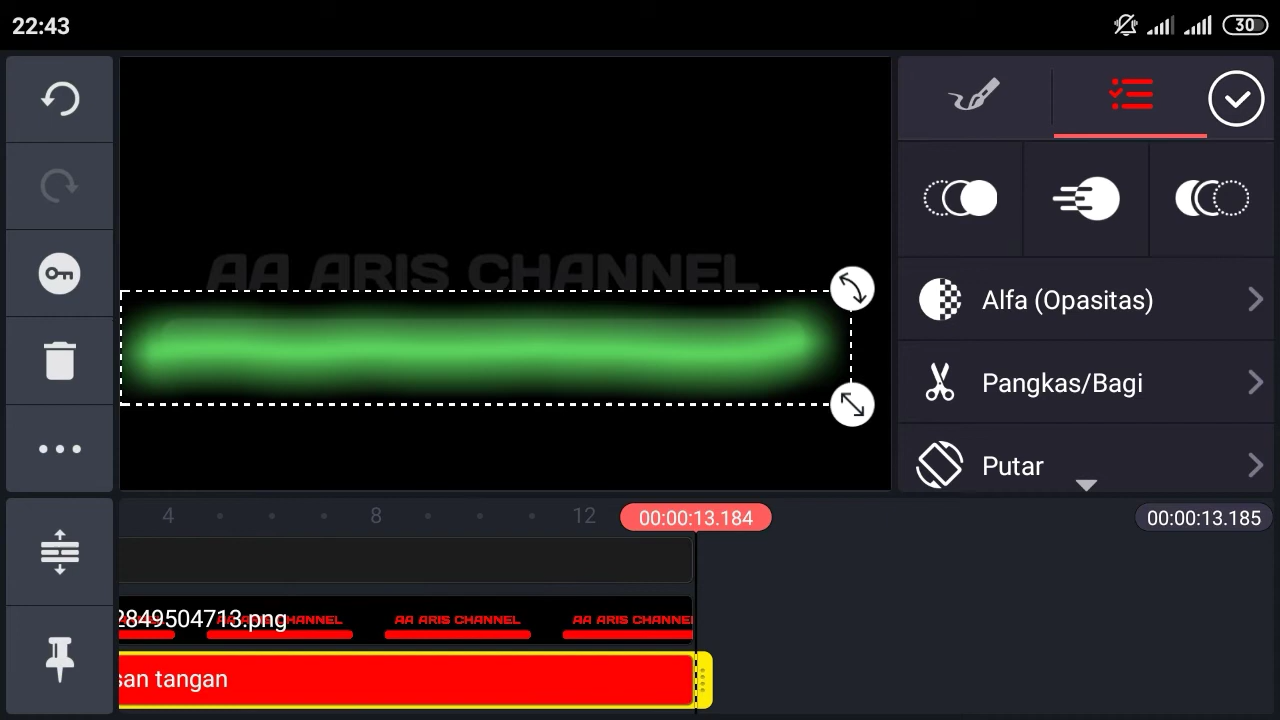 22:43
30
AA ARIS CHANNEL
Alfa (Opasitas)
Pangkas/Bagi
Putar
4
8
12
00:00:13.184
00:00:13.185
2849504713.png
AA ARIS CHANNEL
AA ARIS CHANNEL
AA ARIS CHANNEL
san tangan